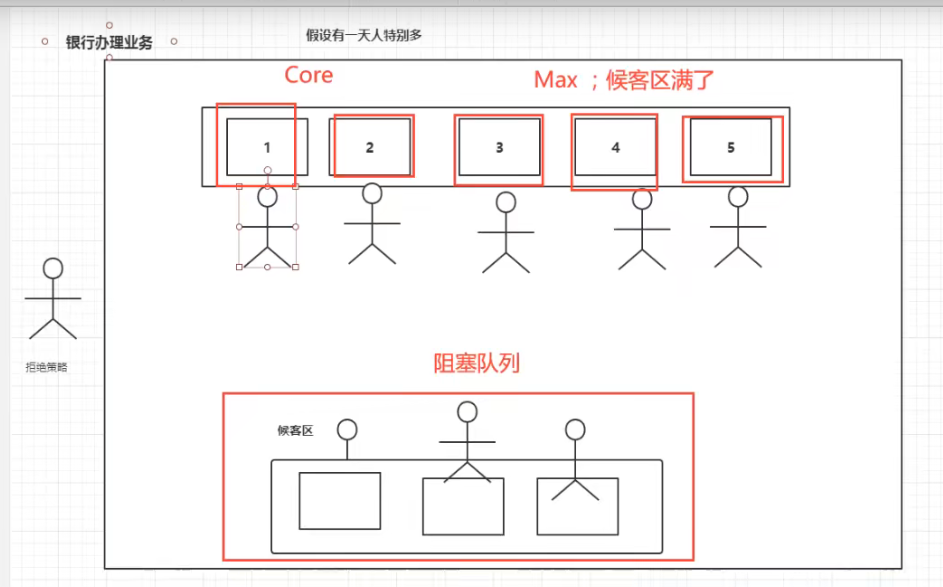 假设有一天人特别多
银行办理业务
Core
Max ；候客区满了
1
2
3
4
5
拒绝策略
阻塞队列
候客区